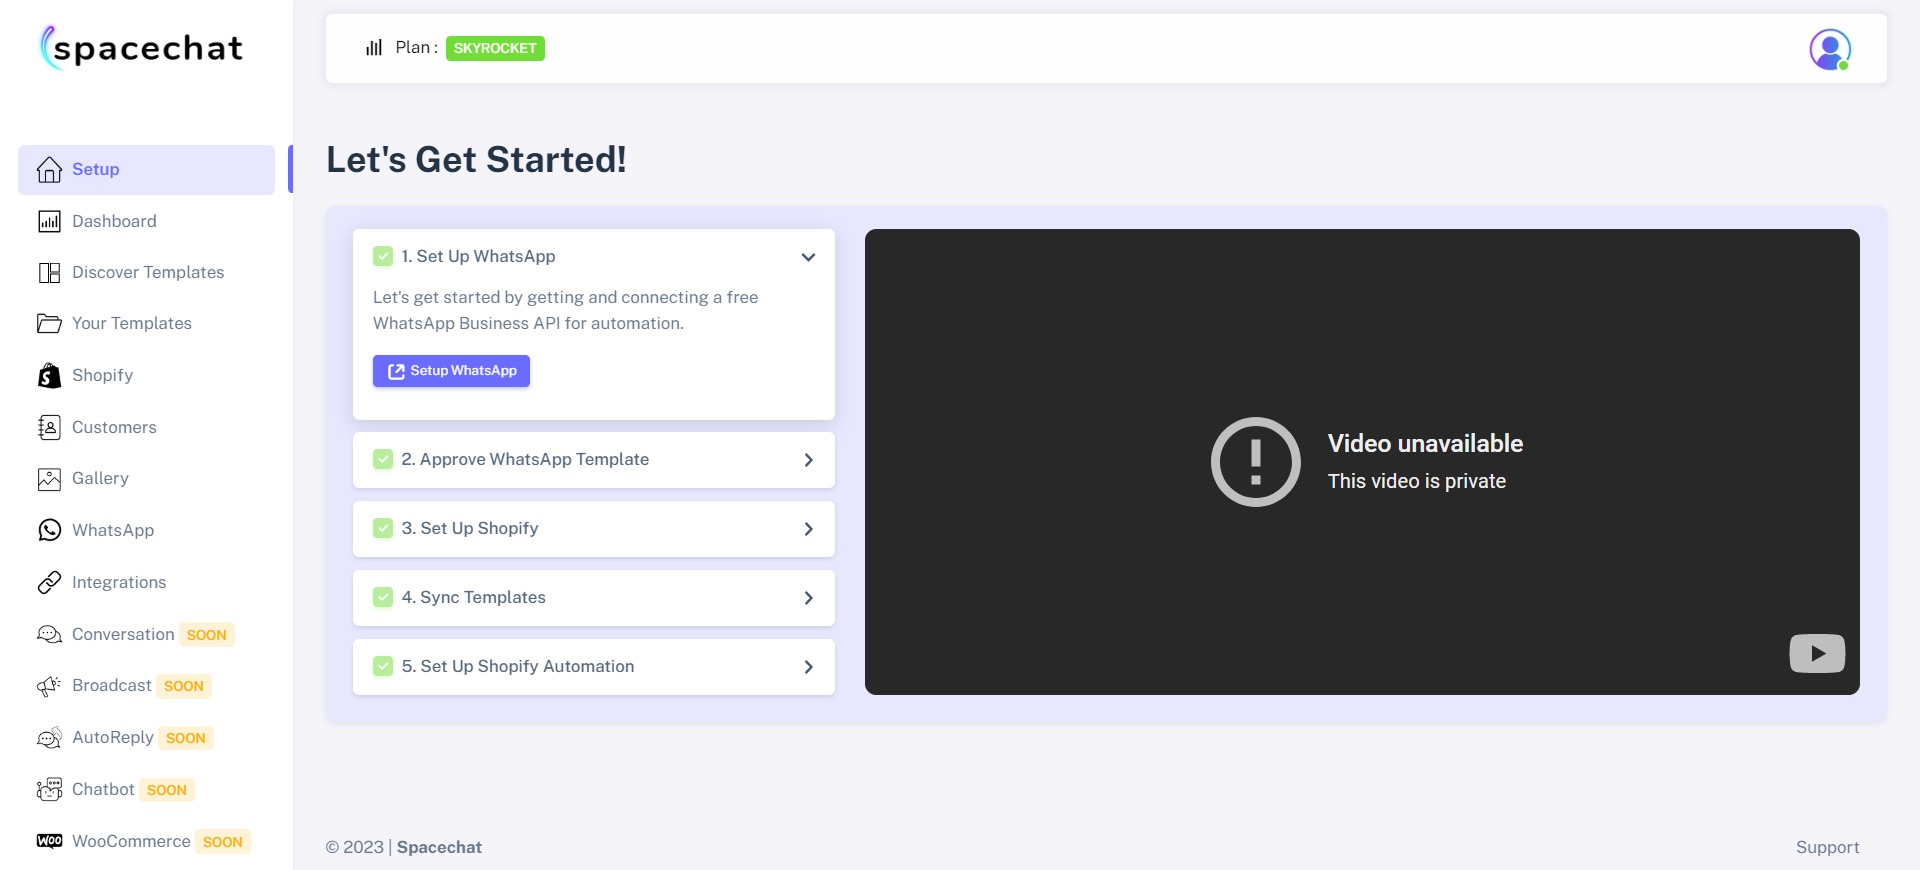 spacechat
Plan : SKYROCKET
Let's Get Started!
Setup
Dashboard
Discover Templates
Your Templates
Shopify
Customers
Gallery
WhatsApp
Integrations
Conversation SOON
Broadcast SOON
AutoReply SOON
Chatbot SOON
WOO WooCommerce SOON
1. Set Up WhatsApp
Let's get started by getting and connecting a free
WhatsApp Business API for automation.
Setup WhatsApp
2. Approve WhatsApp Template
3. Set Up Shopify
4. Sync Templates
5. Set Up Shopify Automation
Video unavailable
This video is private
© 2023 | Spacechat
Support